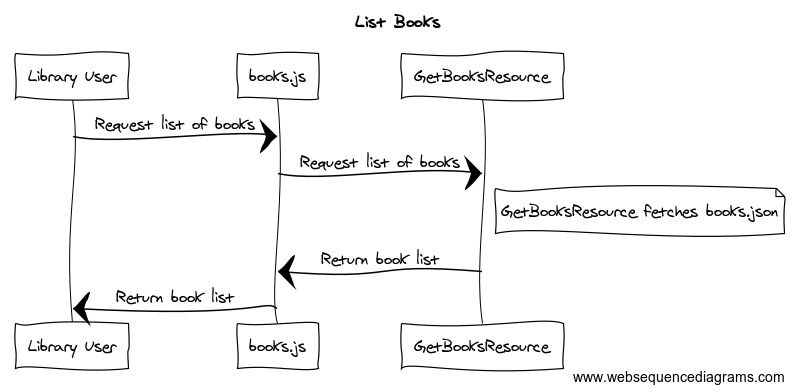 List Books
Library User
books.js
GetBooksResource
Request list of books
Request list of books
GetBooksResource fetches books.json
Return book list
Return book list
Library User
books.js
GetBooksResource
www.websequencediagrams.com